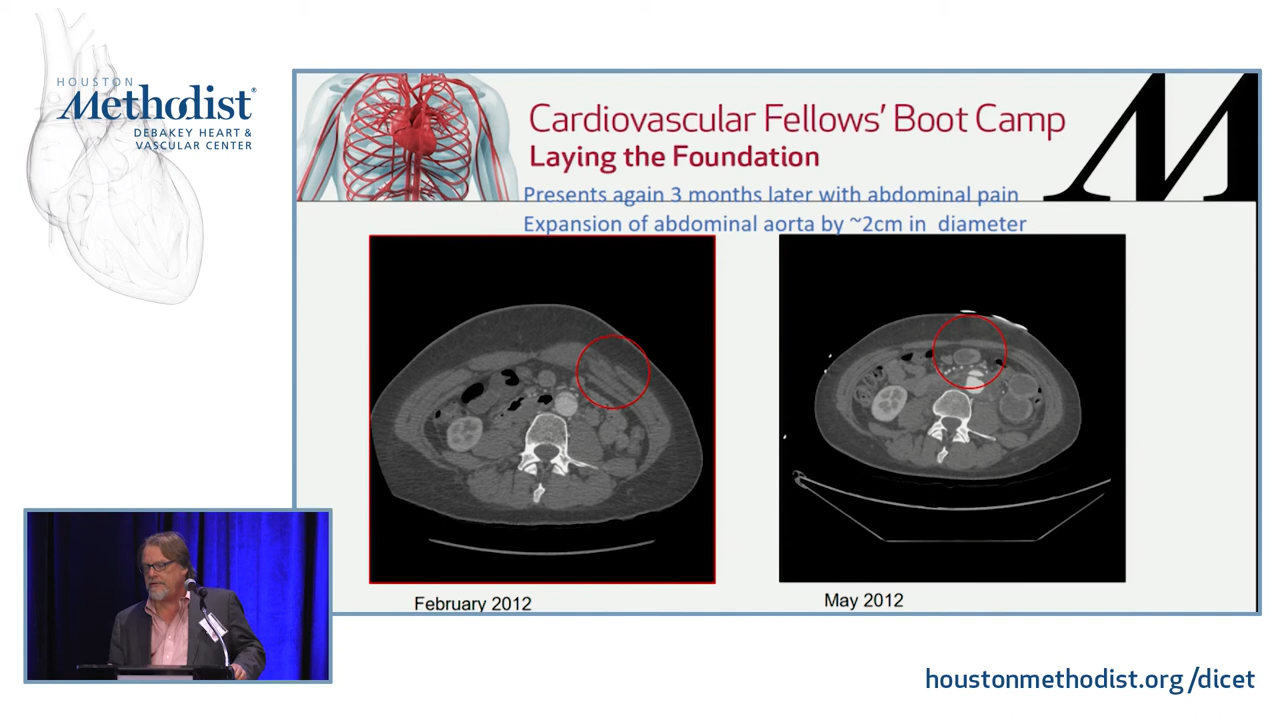 HOUSTON
Methodist®
DEBAKEY HEART &
VASCULAR CENTER
Cardiovascular Fellows' Boot Camp
Laying the Foundation
M
Presents again 3 months later with abdominal pain
Expansion of abdominal aorta by ~2cm in diameter
February 2012
May 2012
houstonmethodist.org/dicet